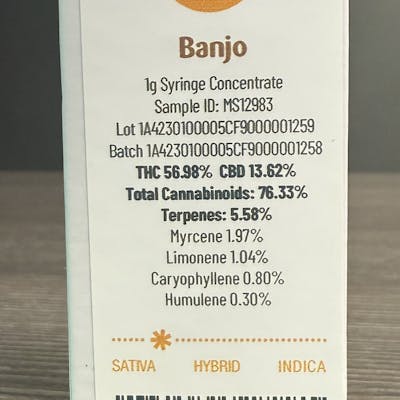 Banjo
1g Syringe Concentrate
Sample ID: MS12983
Lot 1A4230100005CF9000001259
Batch 1A4230100005CF9000001258
THC 56.98% CBD 13.62%
Total Cannabinoids: 76.33%
Terpenes: 5.58%
Myrcene 1.97%
Limonene 1.04%
Caryophyllene 0.80%
Humulene 0.30%
SATIVA HYBRID INDICA